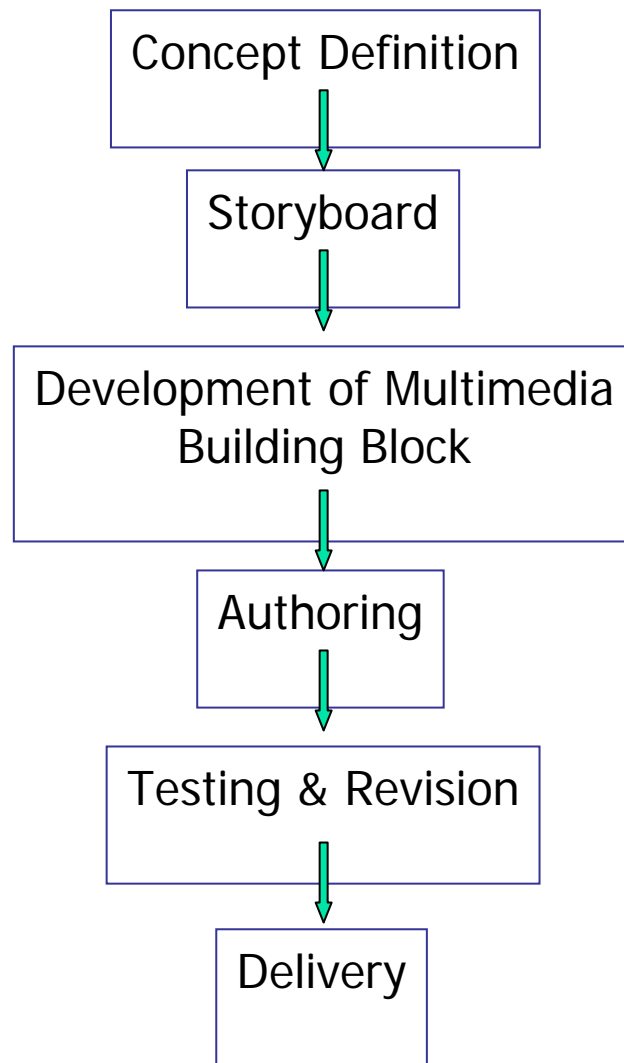 Concept Definition
Storyboard
Development of Multimedia
Building Block
Authoring
Testing & Revision
Delivery